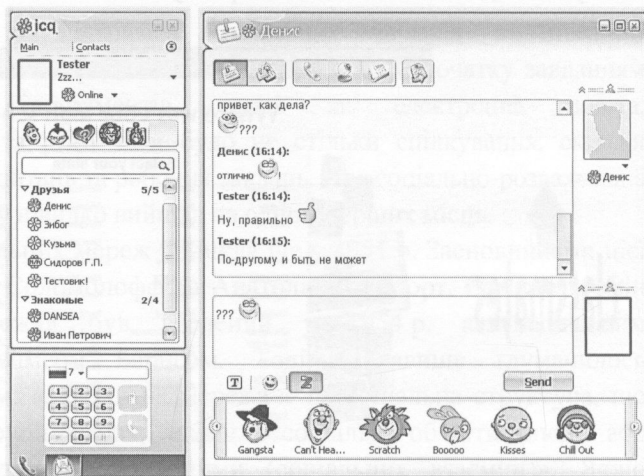 icq
Main Contacts
Tester
Zzz...
Online
Друзья 5/5
Денис
Энбог
Кузьма
Сидоров Г.П.
Тестовик1
Знакомые 2/4
DANSEA
Иван Петрович
7
1 2 3
4 5 6
7 8 9
0
Денис
привет, как дела?
???
Денис (16:14):
отлично
Tester (16:14):
Ну, правильно
Tester (16:15):
По-другому и быть не может
Денис
???
T
Send
Gangsta' Can't Hea... Scratch Booooo Kisses Chill Out